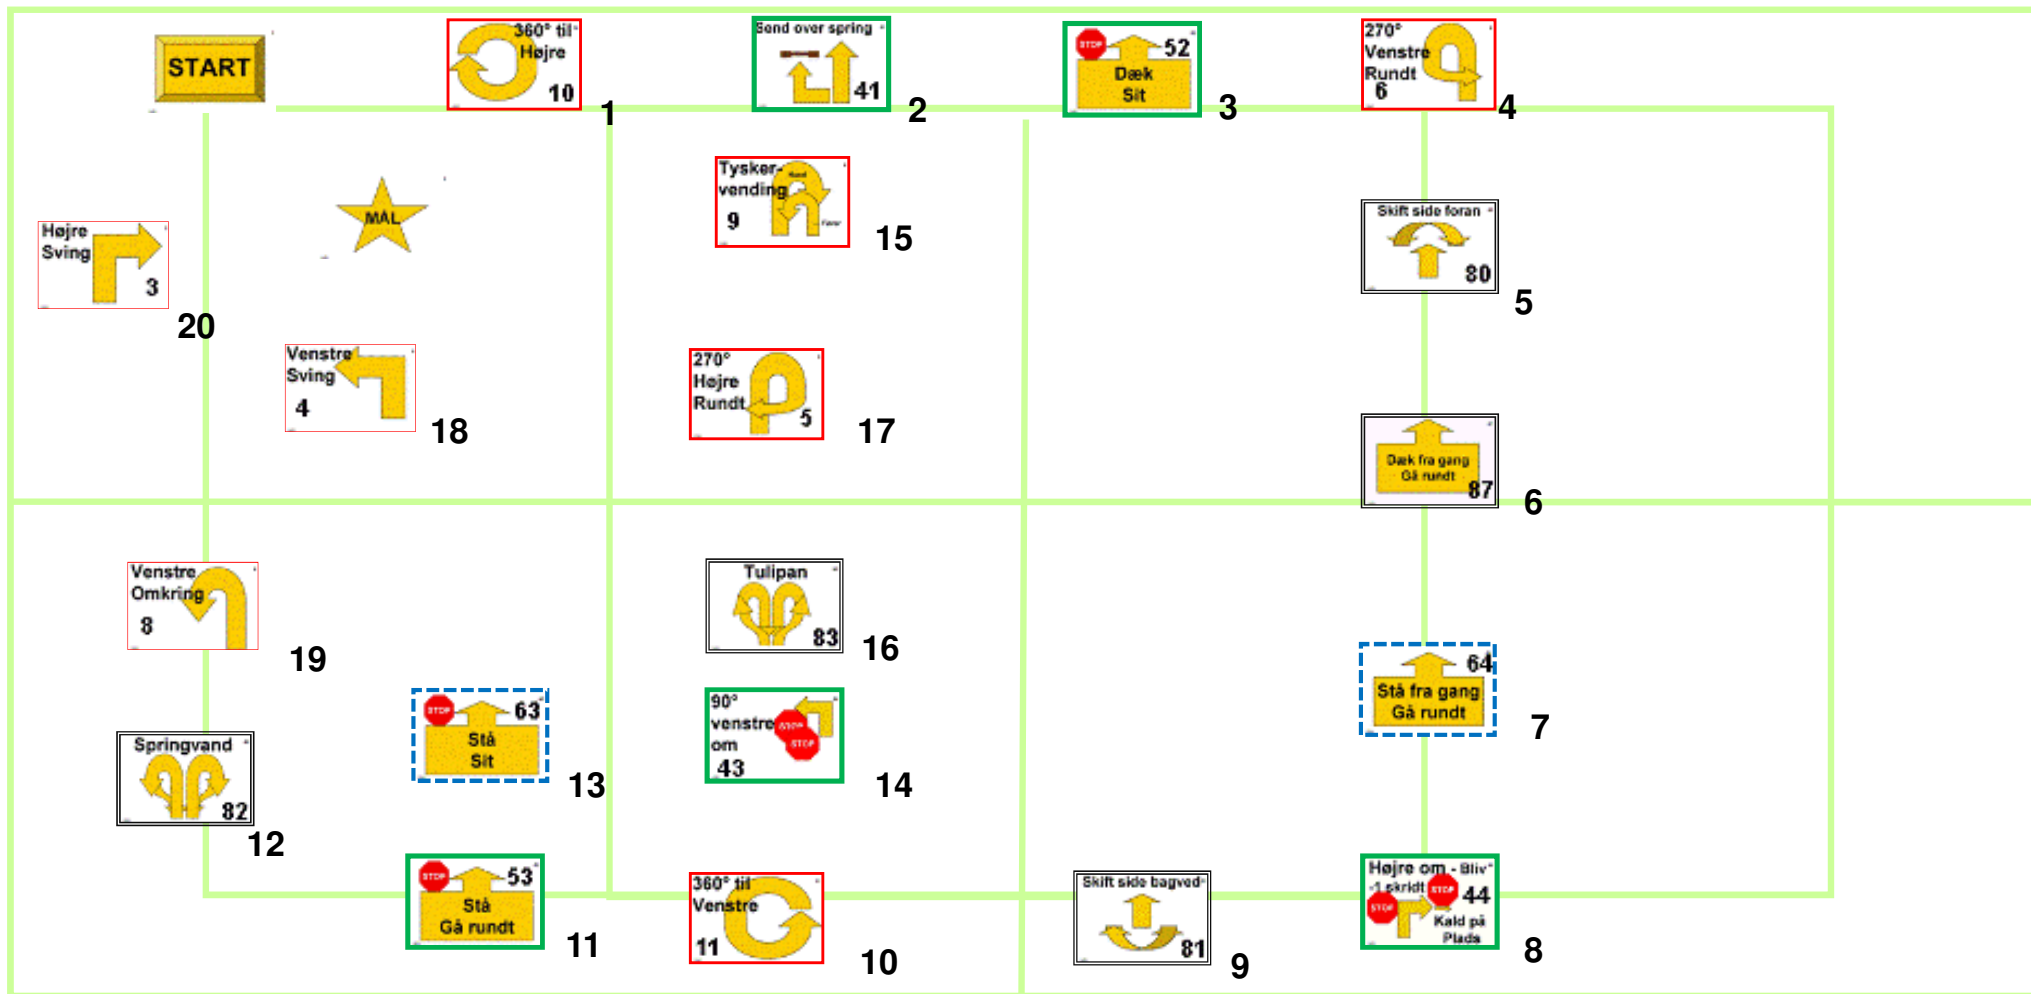 START
360° til
Højre
10
1
Send over spring
41
2
STOP
52
Dæk
Sit
3
270°
Venstre
Rundt
6
4
Højre
Sving
3
20
MÅL
Tysker-
vending
9
15
Skift side foran
80
5
Venstre
Sving
4
18
270°
Højre
Rundt
5
17
Dæk fra gang
Gå rundt
87
6
Venstre
Omkring
8
19
Tulipan
83
16
64
Stå fra gang
Gå rundt
7
Springvand
82
12
STOP
63
Stå
Sit
13
90°
venstre
om
43
STOP
STOP
14
STOP
53
Stå
Gå rundt
11
360° til
Venstre
11
10
Skift side bagved
81
9
Højre om - Bliv
-1 skridt
STOP
44
STOP
Kald på
Plads
8